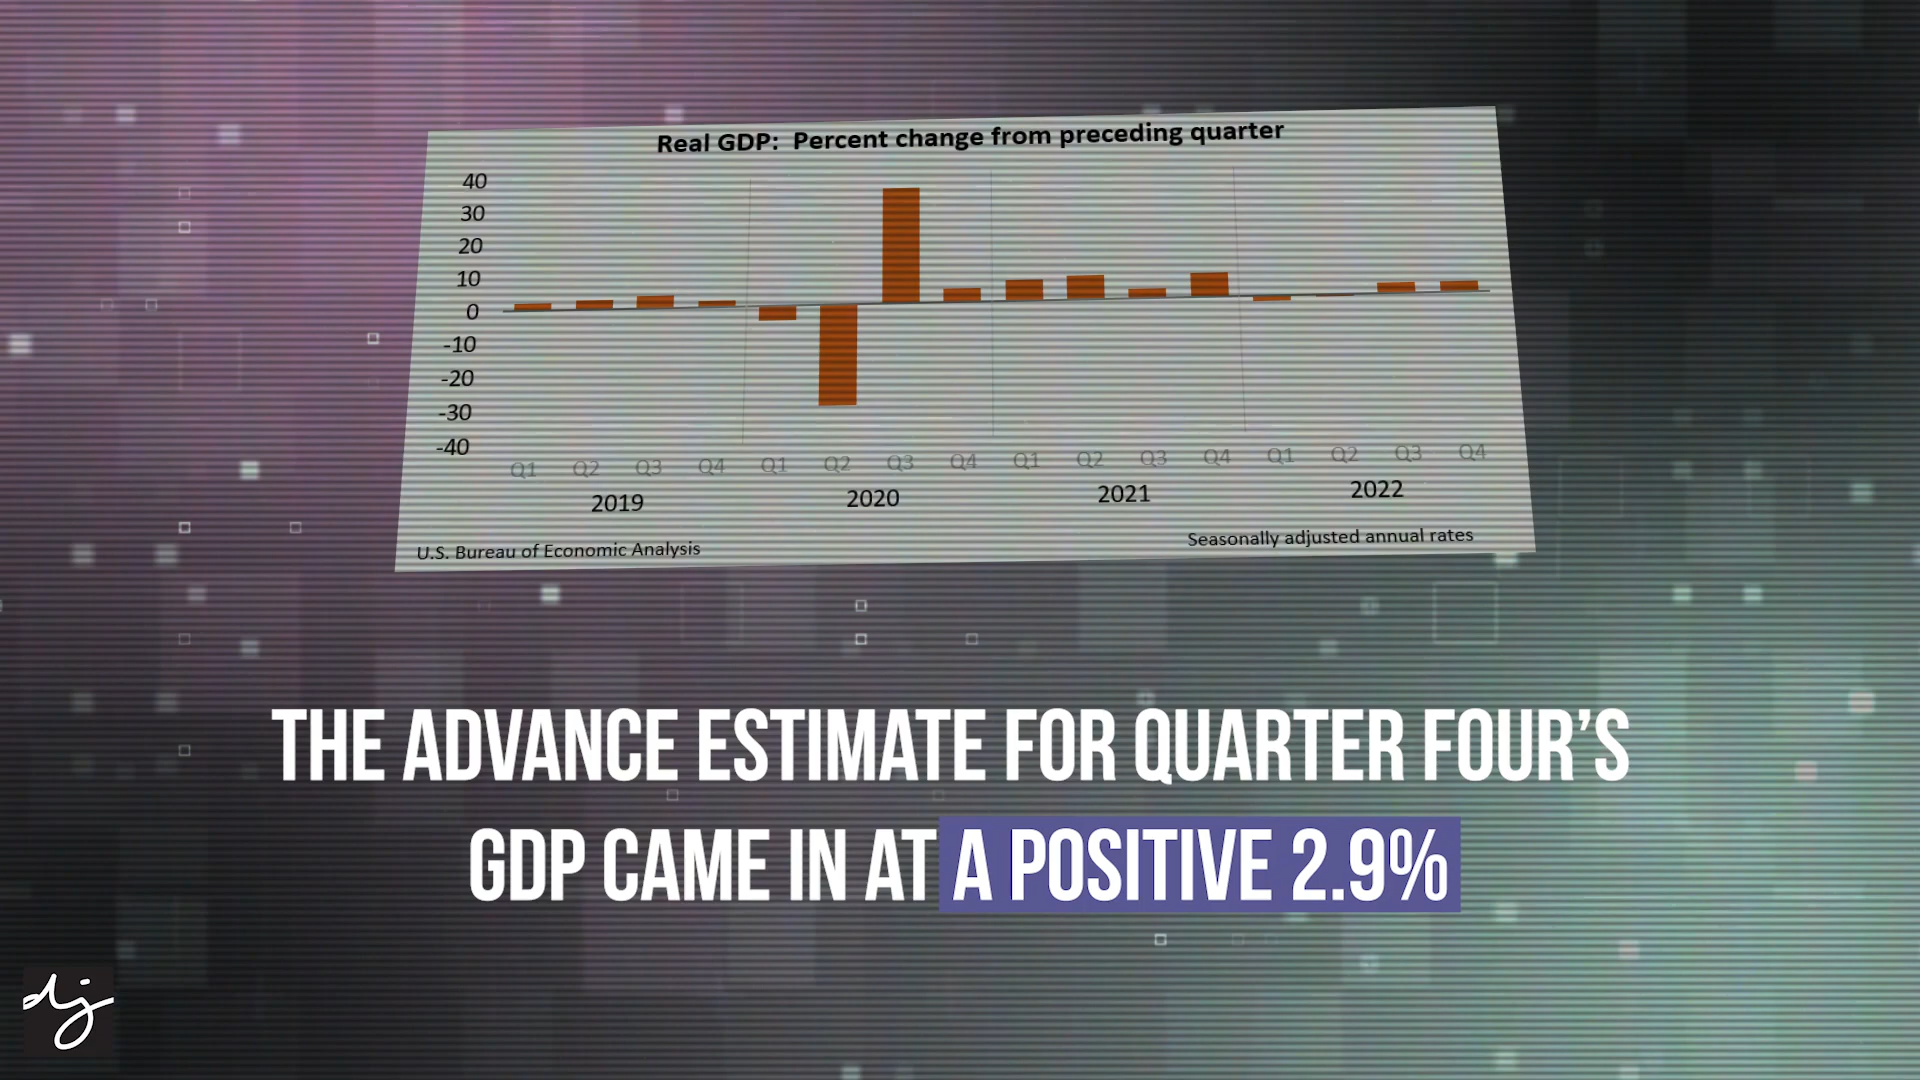 Real GDP: Percent change from preceding quarter
40
30
20
10
0
-10
-20
-30
-40
Q1 Q2 Q3 Q4 Q1 Q2 Q3 Q4 Q1 Q2 Q3 Q4 Q1 Q2 Q3 Q4
2019 2020 2021 2022
U.S. Bureau of Economic Analysis Seasonally adjusted annual rates
THE ADVANCE ESTIMATE FOR QUARTER FOUR’S
GDP CAME IN AT A POSITIVE 2.9%
dj